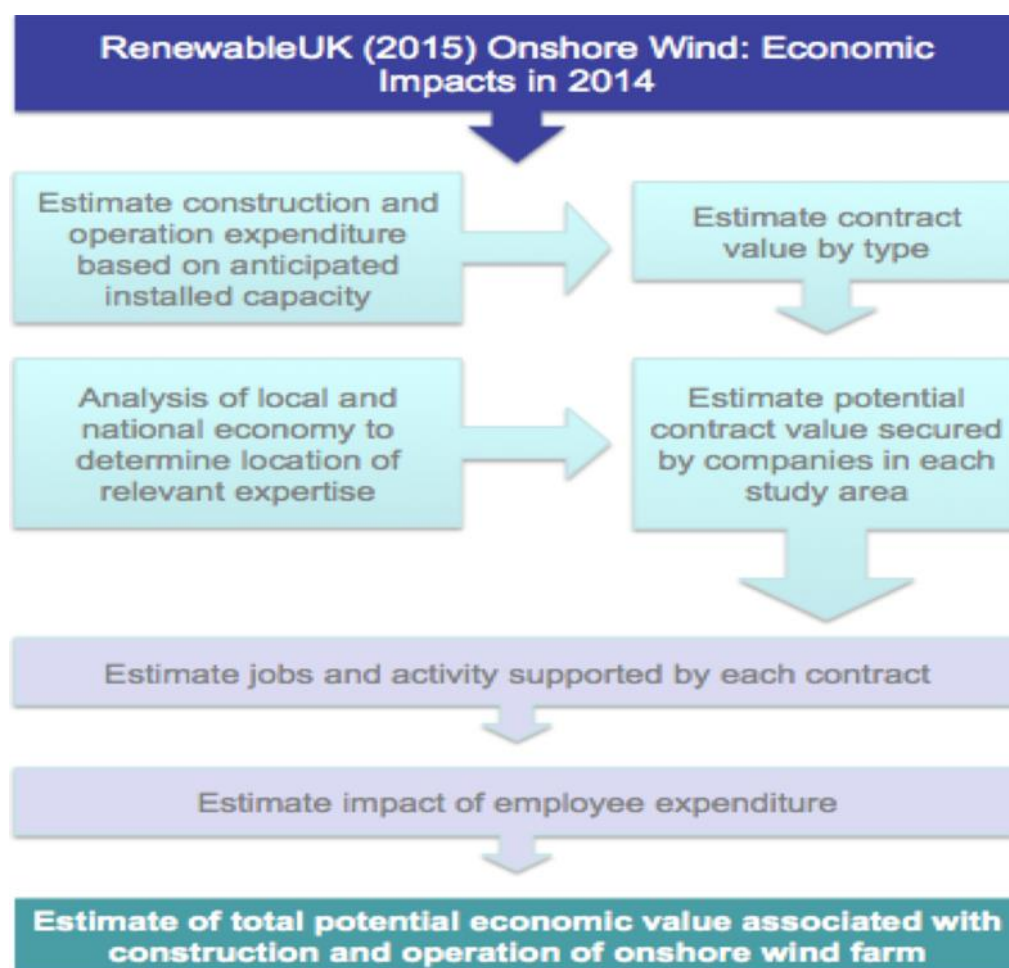 RenewableUK (2015) Onshore Wind: Economic
Impacts in 2014
Estimate construction and
operation expenditure
based on anticipated
installed capacity
Estimate contract
value by type
Analysis of local and
national economy to
determine location of
relevant expertise
Estimate potential
contract value secured
by companies in each
study area
Estimate jobs and activity supported by each contract
Estimate impact of employee expenditure
Estimate of total potential economic value associated with
construction and operation of onshore wind farm